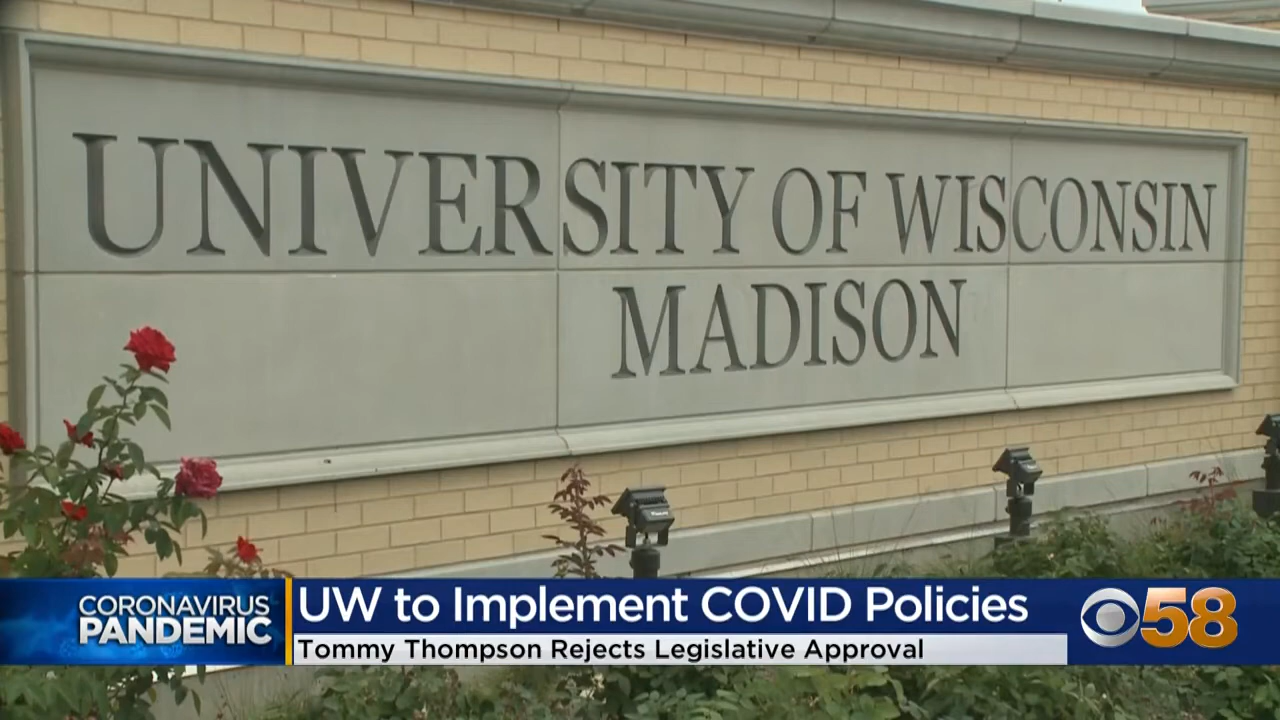 UNIVERSITY OF WISCONSIN
MADISON
CORONAVIRUS
PANDEMIC
UW to Implement COVID Policies
Tommy Thompson Rejects Legislative Approval
58